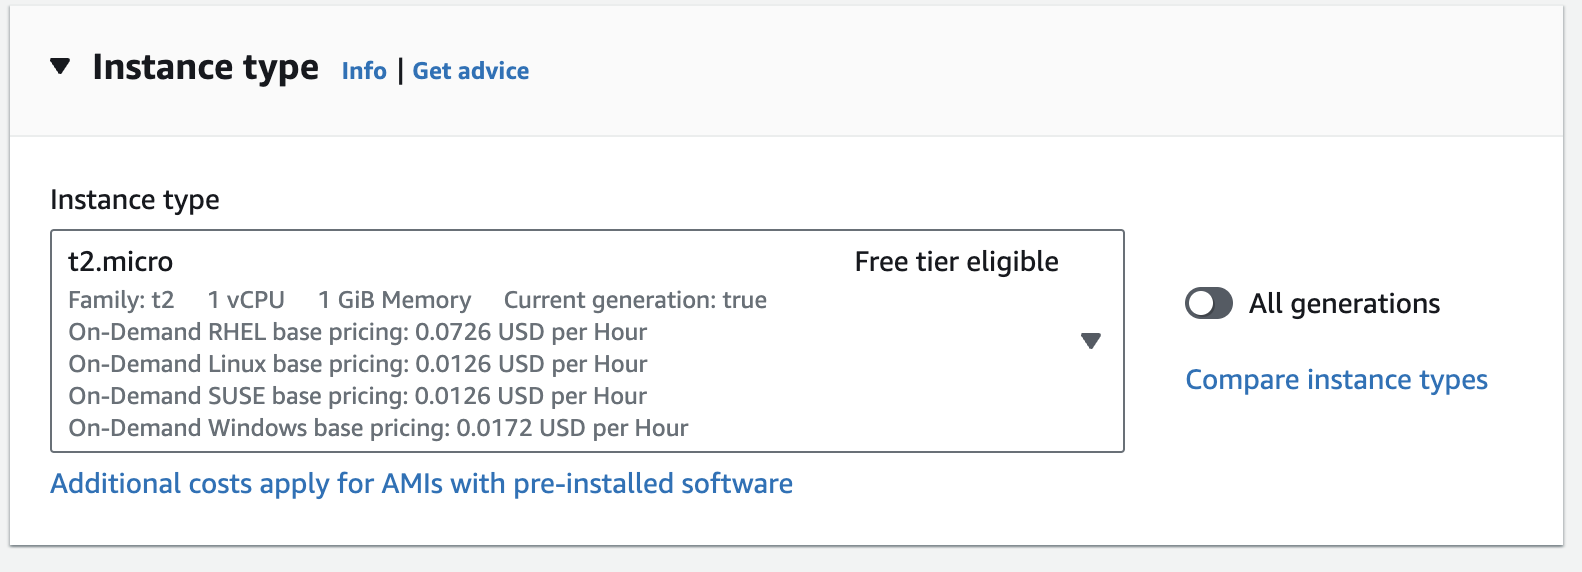 Instance type Info | Get advice
Instance type
t2.micro Free tier eligible
Family: t2 1 vCPU 1 GiB Memory Current generation: true
On-Demand RHEL base pricing: 0.0726 USD per Hour
On-Demand Linux base pricing: 0.0126 USD per Hour
On-Demand SUSE base pricing: 0.0126 USD per Hour
On-Demand Windows base pricing: 0.0172 USD per Hour
All generations
Compare instance types
Additional costs apply for AMIs with pre-installed software